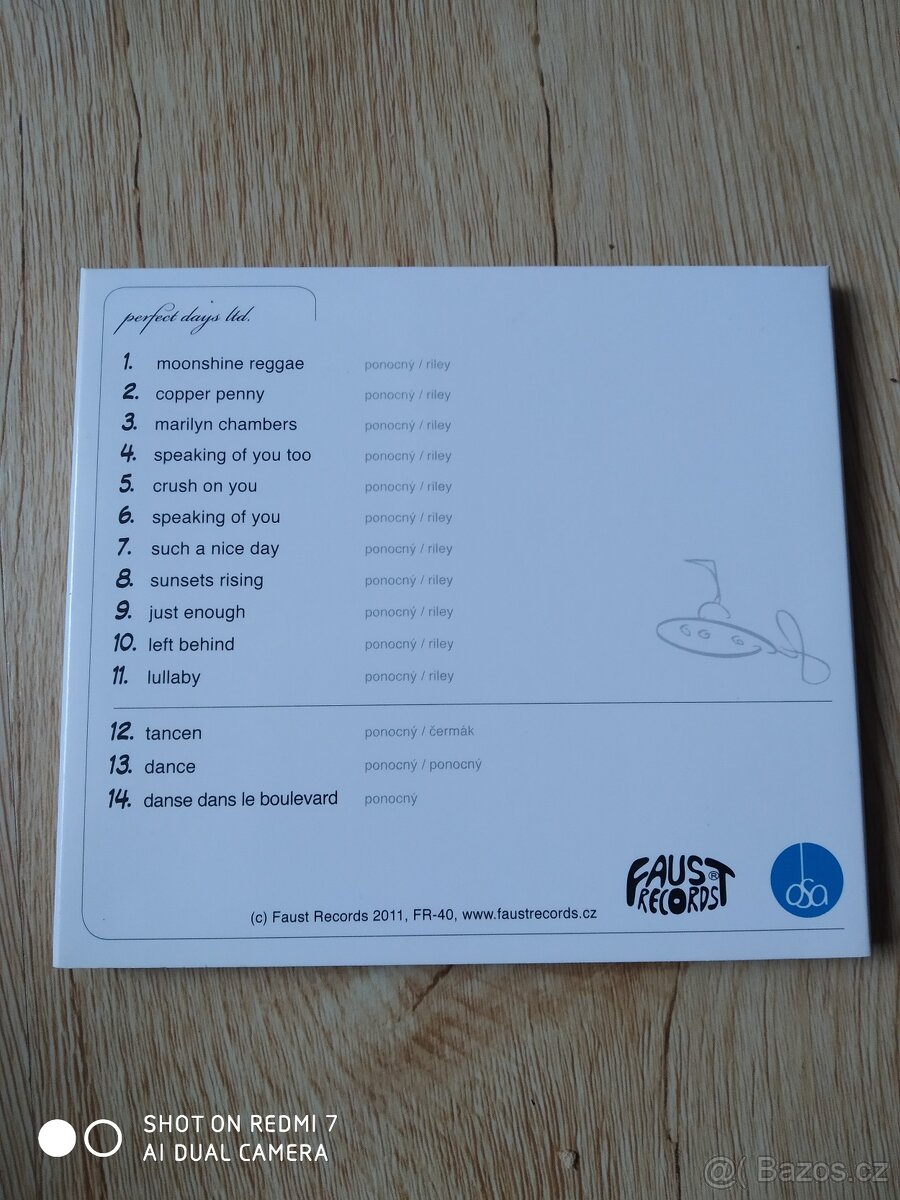 perfect days ltd.
1. moonshine reggae ponocný / riley
2. copper penny ponocný / riley
3. marilyn chambers ponocný / riley
4. speaking of you too ponocný / riley
5. crush on you ponocný / riley
6. speaking of you ponocný / riley
7. such a nice day ponocný / riley
8. sunsets rising ponocný / riley
9. just enough ponocný / riley
10. left behind ponocný / riley
11. lullaby ponocný / riley
12. tancen ponocný / čermák
13. dance ponocný / ponocný
14. danse dans le boulevard ponocný
FAUST®
RECORDS
osa
(c) Faust Records 2011, FR-40, www.faustrecords.cz
SHOT ON REDMI 7
AI DUAL CAMERA
@( Bazos.cz